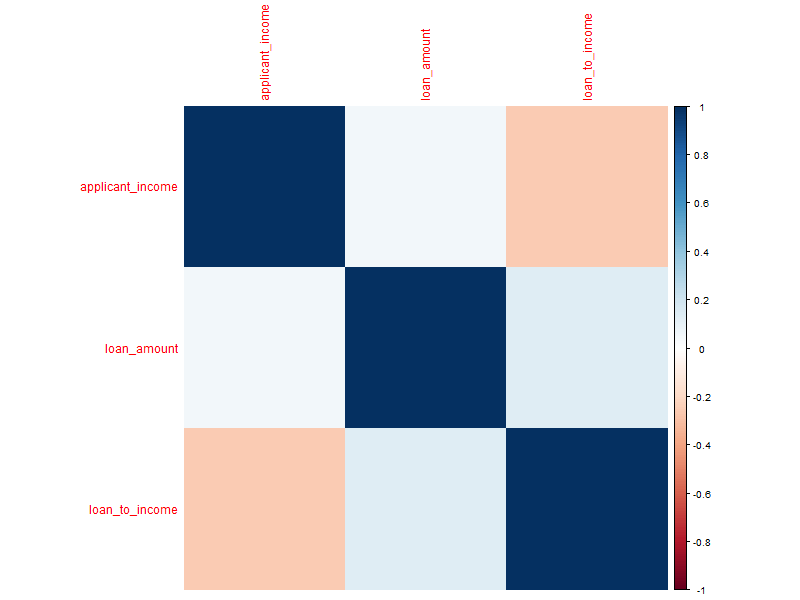 applicant_income
loan_amount
loan_to_income
applicant_income
loan_amount
loan_to_income
1
0.8
0.6
0.4
0.2
0
-0.2
-0.4
-0.6
-0.8
-1